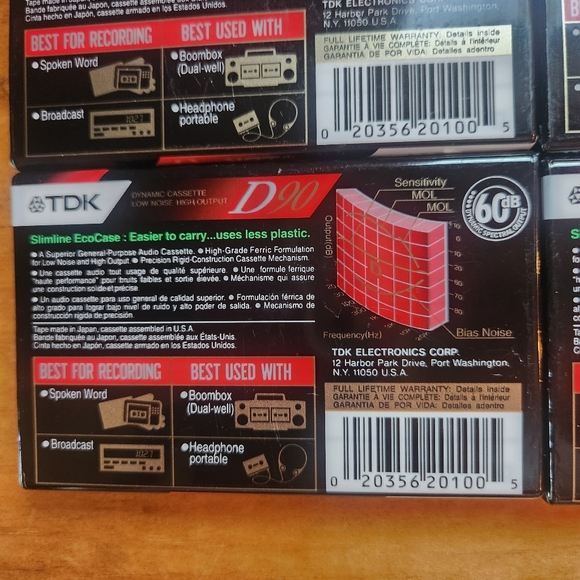 Tape made in Japan, cassette assembled in U.S.A
Bande fabriquée au Japon, cassette assemblée aux États-Unis.
Cinta hecho en Japón, cassette armado en los Estados Unidos.
TDK ELECTRONICS CORP.
12 Harbor Park Drive, Port Washington,
N.Y. 11050 U.S.A
BEST FOR RECORDING
BEST USED WITH
FULL LIFETIME WARRANTY: Details inside
GARANTIE À VIE COMPLÈTE: Détails à l'intérieur
GARANTIA DE POR VIDA: Detalles adentro
Spoken Word
Boombox
(Dual-well)
Broadcast
102.7
Headphone
portable
0 20356 20100 5
B
TDK
DYNAMIC CASSETTE
LOW NOISE HIGH OUTPUT
D90
Sensitivity
MOL
MOL
60dB
DYNAMIC SPECTRAL OUTPUT
Slimline EcoCase : Easier to carry...uses less plastic.
A Superior General-Purpose Audio Cassette. High-Grade Ferric Formulation
for Low Noise and High Output Precision Rigid-Construction Cassette Mechanism.
Une cassette audio tout usage de qualité supérieure. Une formule ferrique
"haute performance" pour bruits faibles et sortie élevée. Méchanisme qui assure
une construction solide et précise
Un audio cassette para uso general de calidad superior. Formulación férrica de
alto grado para lograr bajo nivel de ruido y alto poder de salida. Mecanismo de
construcción rígida de precisión.
Output(dB)
Frequency(Hz)
Bias Noise
Tape made in Japan, cassette assembled in U.S.A
Bande fabriquée au Japon, cassette assemblée aux États-Unis.
Cinta hecho en Japón, cassette armado en los Estados Unidos.
TDK ELECTRONICS CORP.
12 Harbor Park Drive, Port Washington,
N.Y. 11050 U.S.A.
BEST FOR RECORDING
BEST USED WITH
FULL LIFETIME WARRANTY: Details inside
GARANTIE À VIE COMPLÈTE: Détails à l'intérieur
GARANTIA DE POR VIDA: Detalles adentro
Spoken Word
Boombox
(Dual-well)
Broadcast
102.7
Headphone
portable
0 20356 20100 5